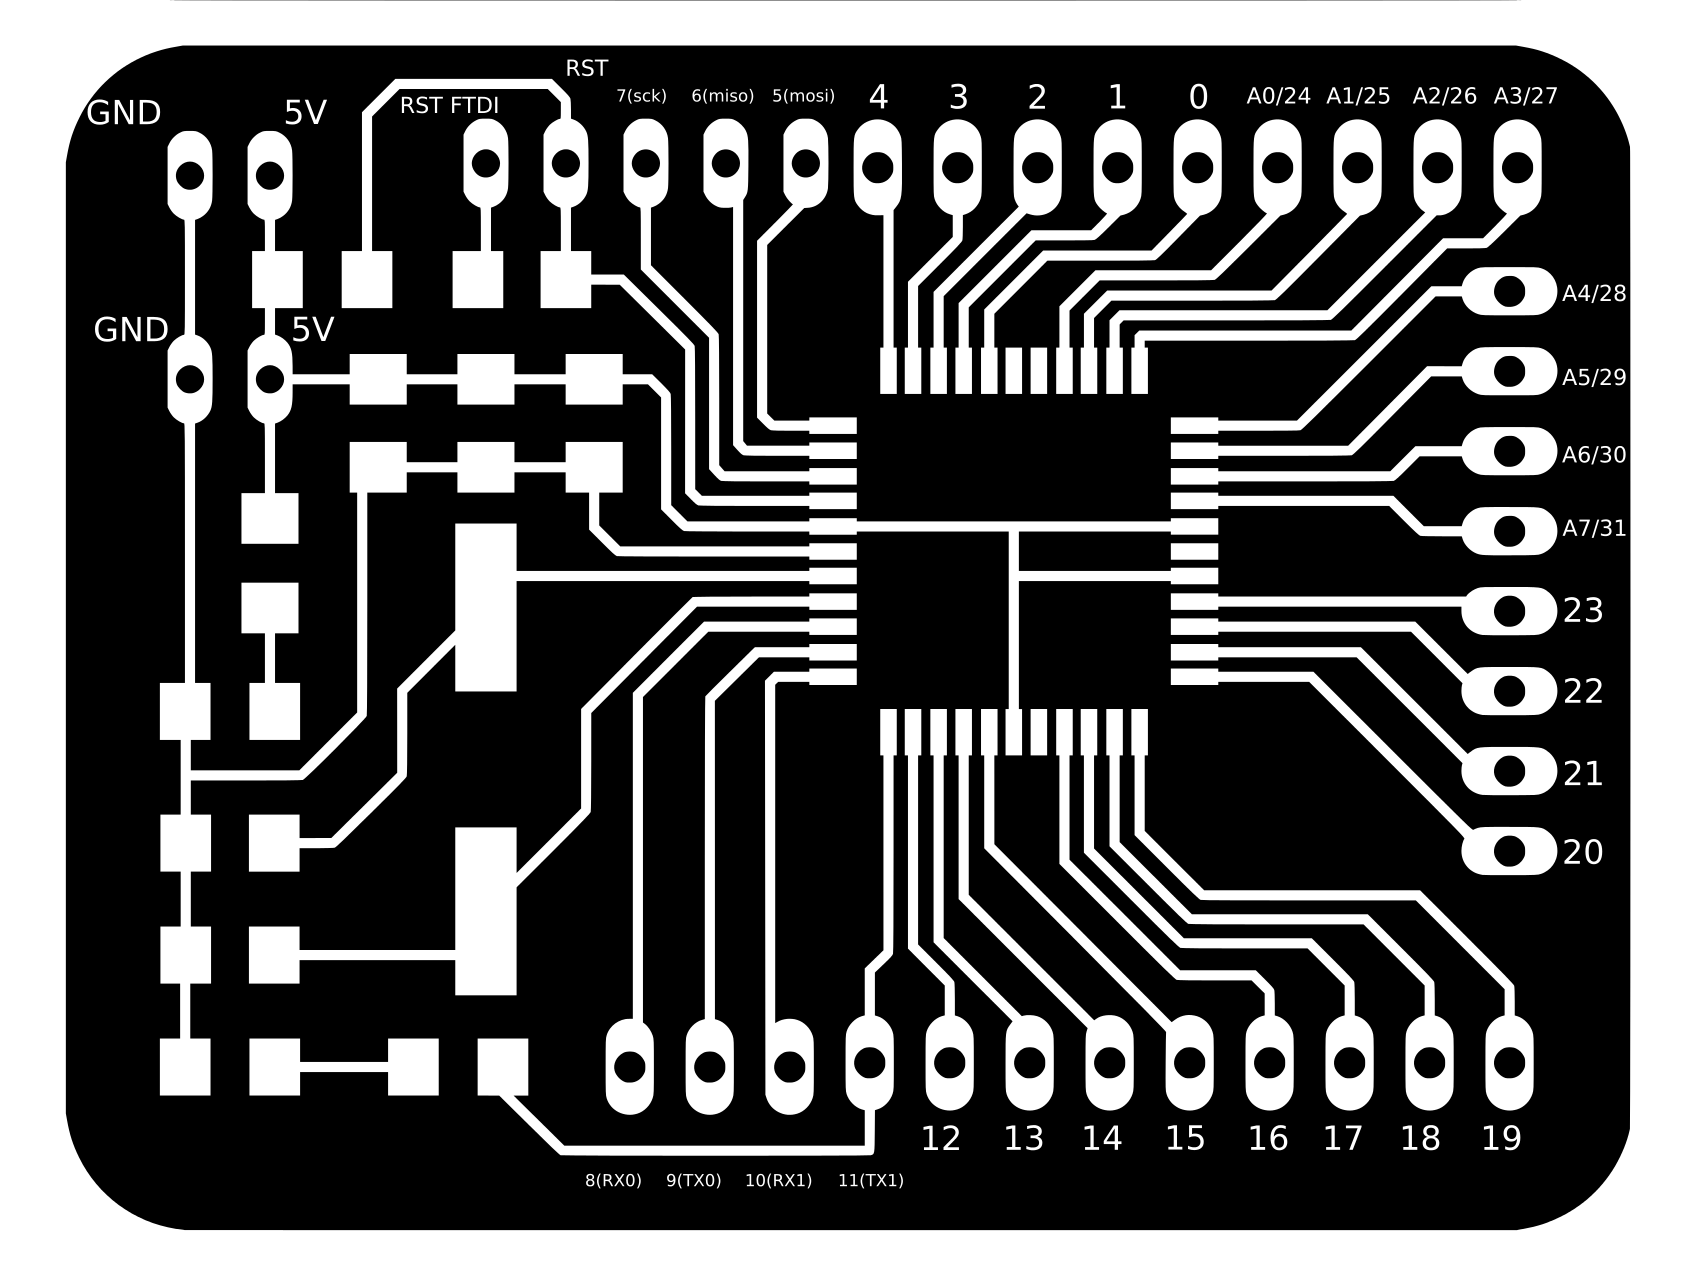 RST
GND
5V
RST FTDI
7(sck)
6(miso)
5(mosi)
4
3
2
1
0
A0/24
A1/25
A2/26
A3/27
A4/28
GND
5V
A5/29
A6/30
A7/31
23
22
21
20
12
13
14
15
16
17
18
19
8(RX0)
9(TX0)
10(RX1)
11(TX1)